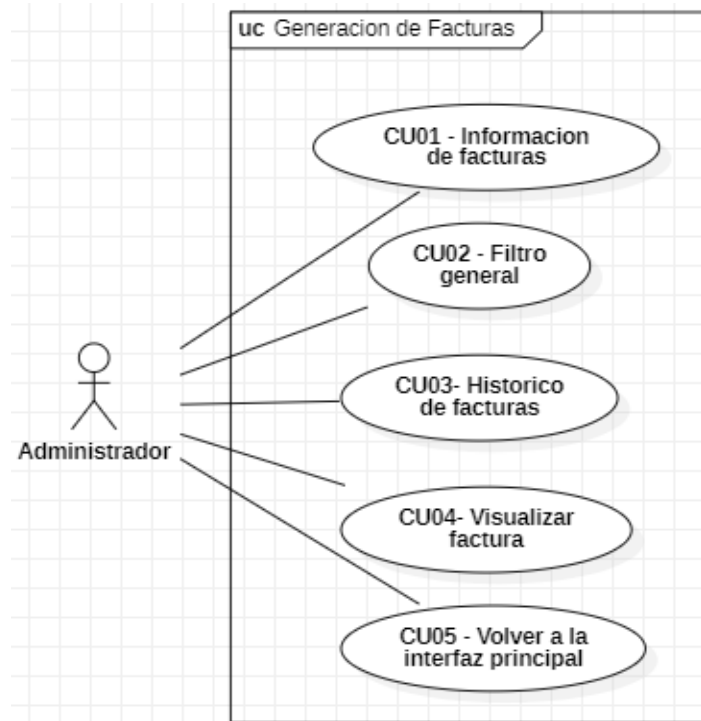 uc Generacion de Facturas
CU01 - Informacion
de facturas
CU02 - Filtro
general
CU03- Historico
de facturas
Administrador
CU04- Visualizar
factura
CU05 - Volver a la
interfaz principal